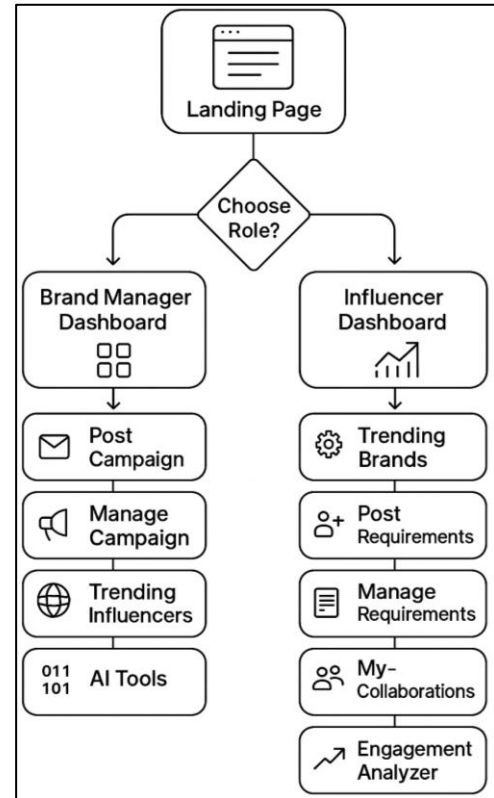 Landing Page
Choose
Role?
Brand Manager
Dashboard
Post
Campaign
Manage
Campaign
Trending
Influencers
011
101
AI Tools
Influencer
Dashboard
Trending
Brands
Post
Requirements
Manage
Requirements
My-
Collaborations
Engagement
Analyzer